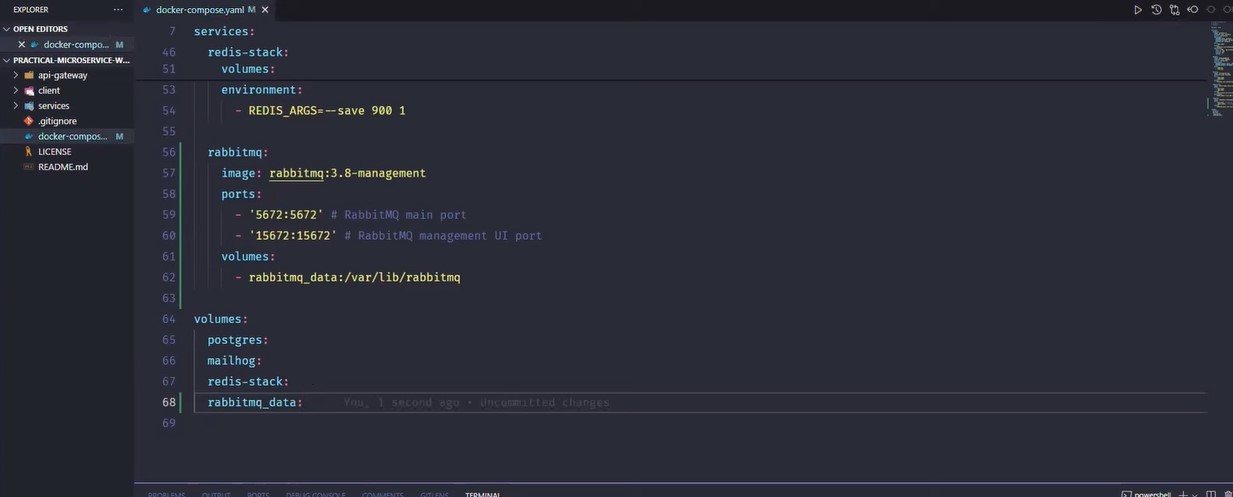 EXPLORER
OPEN EDITORS
docker-compo... M
PRACTICAL-MICROSERVICE-W...
api-gateway
client
services
.gitignore
docker-compos... M
LICENSE
README.md
docker-compose.yaml M
7 services:
46 redis-stack:
51 volumes:
53 environment:
54 - REDIS_ARGS=--save 900 1
55
56 rabbitmq:
57 image: rabbitmq:3.8-management
58 ports:
59 - '5672:5672' # RabbitMQ main port
60 - '15672:15672' # RabbitMQ management UI port
61 volumes:
62 - rabbitmq_data:/var/lib/rabbitmq
63
64 volumes:
65 postgres:
66 mailhog:
67 redis-stack:
68 rabbitmq_data: You, 1 second ago • Uncommitted changes
69
PROBLEMS OUTPUT PORTS DEBUG CONSOLE COMMENTS GITLENS TERMINAL
powershell